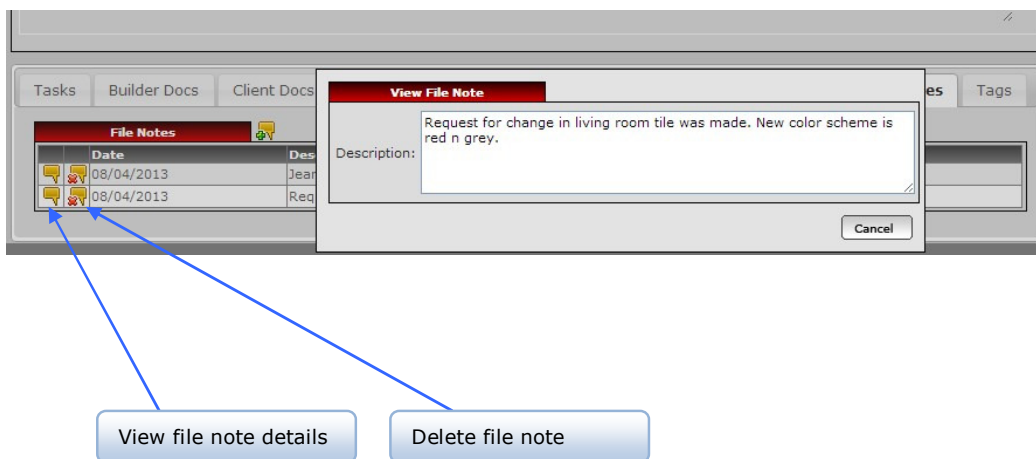 Tasks Builder Docs Client Docs es Tags
View File Note
File Notes
Request for change in living room tile was made. New color scheme is
red n grey.
Description:
Date Des
08/04/2013 Jear
08/04/2013 Req
Cancel
View file note details Delete file note